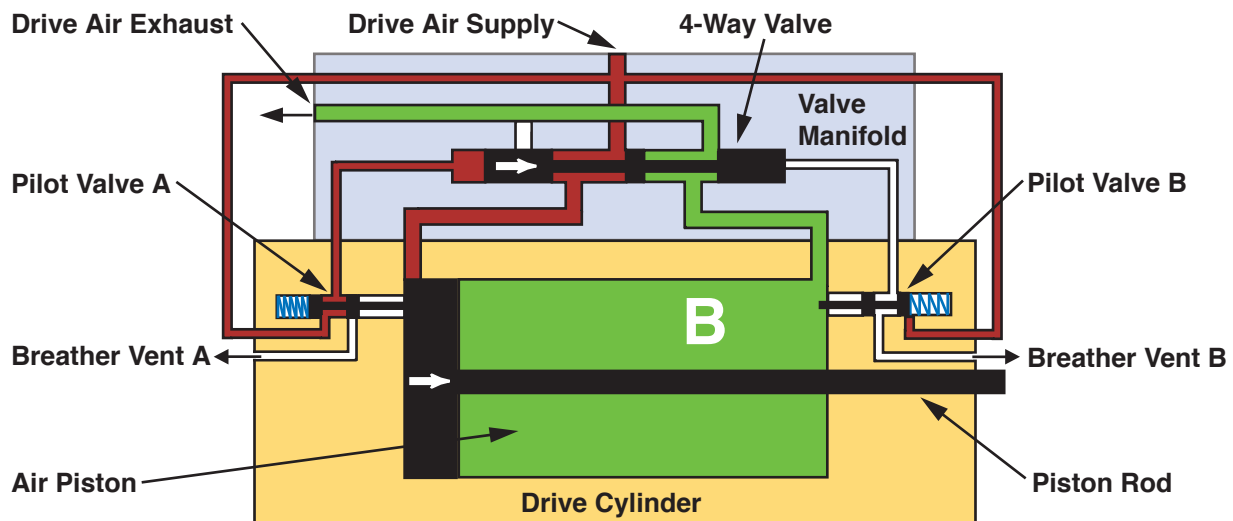 Drive Air Exhaust
Drive Air Supply
4-Way Valve
Valve
Manifold
Pilot Valve A
Pilot Valve B
B
Breather Vent A
Breather Vent B
Air Piston
Drive Cylinder
Piston Rod